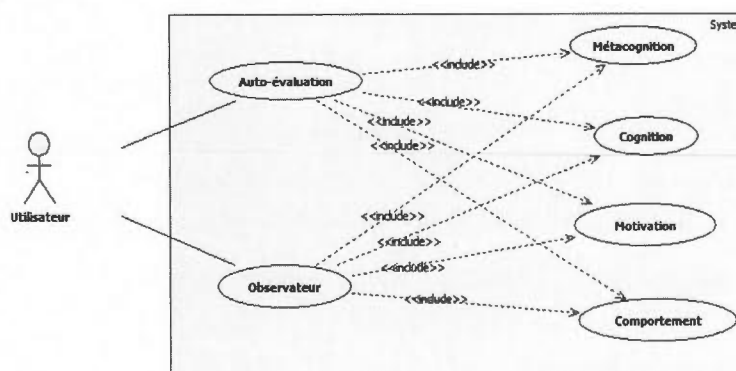 Syste
Métacognition
<<include>>
Auto-évaluation
<<include>>
<<include>>
Cognition
<<include>>
Utilisateur
<<include>>
Motivation
<<include>>
<<include>>
Observateur
<<include>>
Comportement